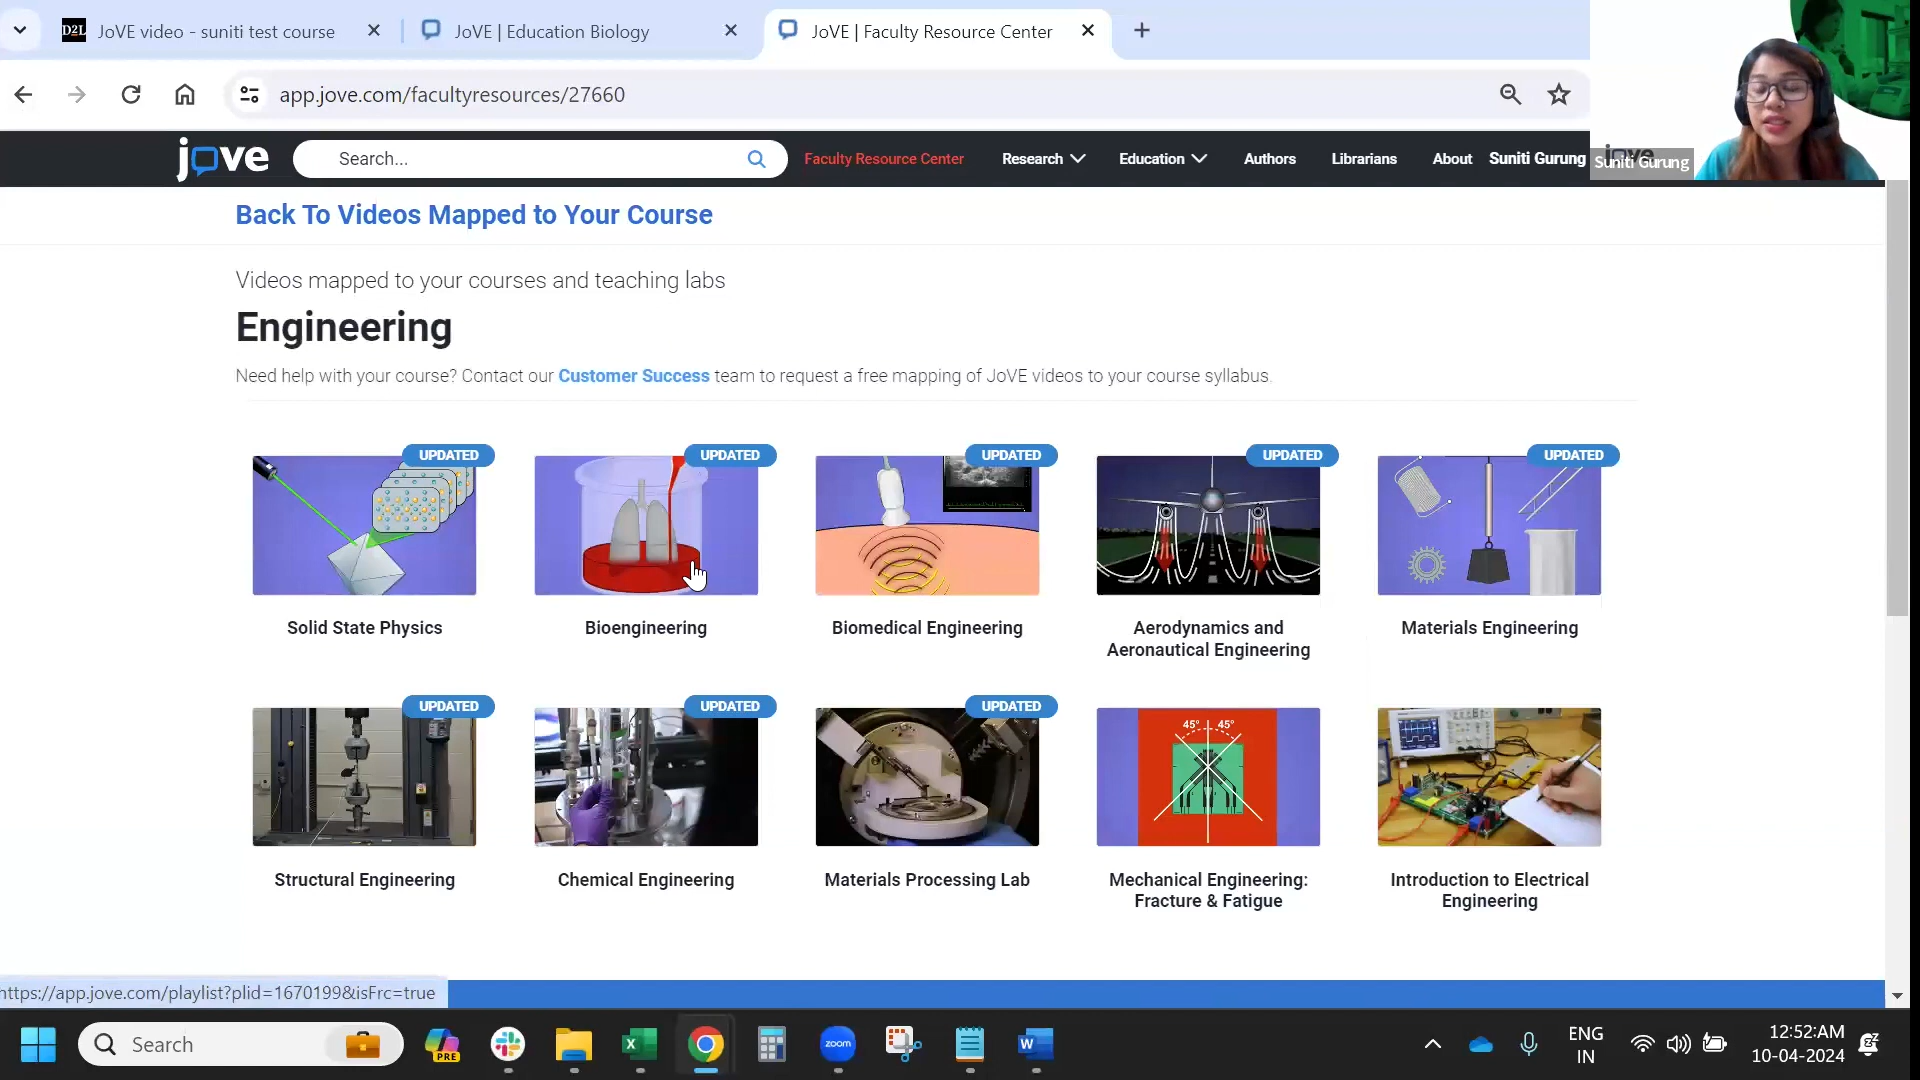 D2L JoVE video - suniti test course
JoVE | Education Biology
JoVE | Faculty Resource Center
app.jove.com/facultyresources/27660
jove
Search...
Faculty Resource Center
Research
Education
Authors
Librarians
About
Suniti Gurung
Suniti Gurung
Back To Videos Mapped to Your Course
Videos mapped to your courses and teaching labs
Engineering
Need help with your course? Contact our Customer Success team to request a free mapping of JoVE videos to your course syllabus.
UPDATED
UPDATED
UPDATED
UPDATED
UPDATED
Solid State Physics
Bioengineering
Biomedical Engineering
Aerodynamics and
Aeronautical Engineering
Materials Engineering
UPDATED
UPDATED
UPDATED
45° 45°
Structural Engineering
Chemical Engineering
Materials Processing Lab
Mechanical Engineering:
Fracture & Fatigue
Introduction to Electrical
Engineering
https://app.jove.com/playlist?plid=1670199&isFrc=true
Search
PRE
X
zoom
W
ENG
IN
12:52:AM
10-04-2024